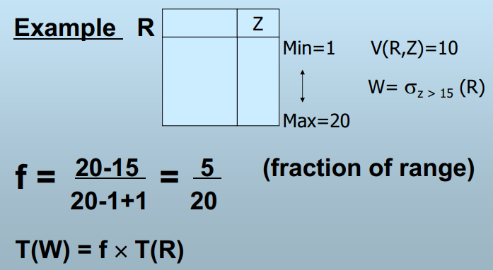 Example R
Z
Min=1 V(R,Z)=10
W= σz > 15 (R)
Max=20
f = 20-15 / 20-1+1 = 5 / 20 (fraction of range)
T(W) = f × T(R)